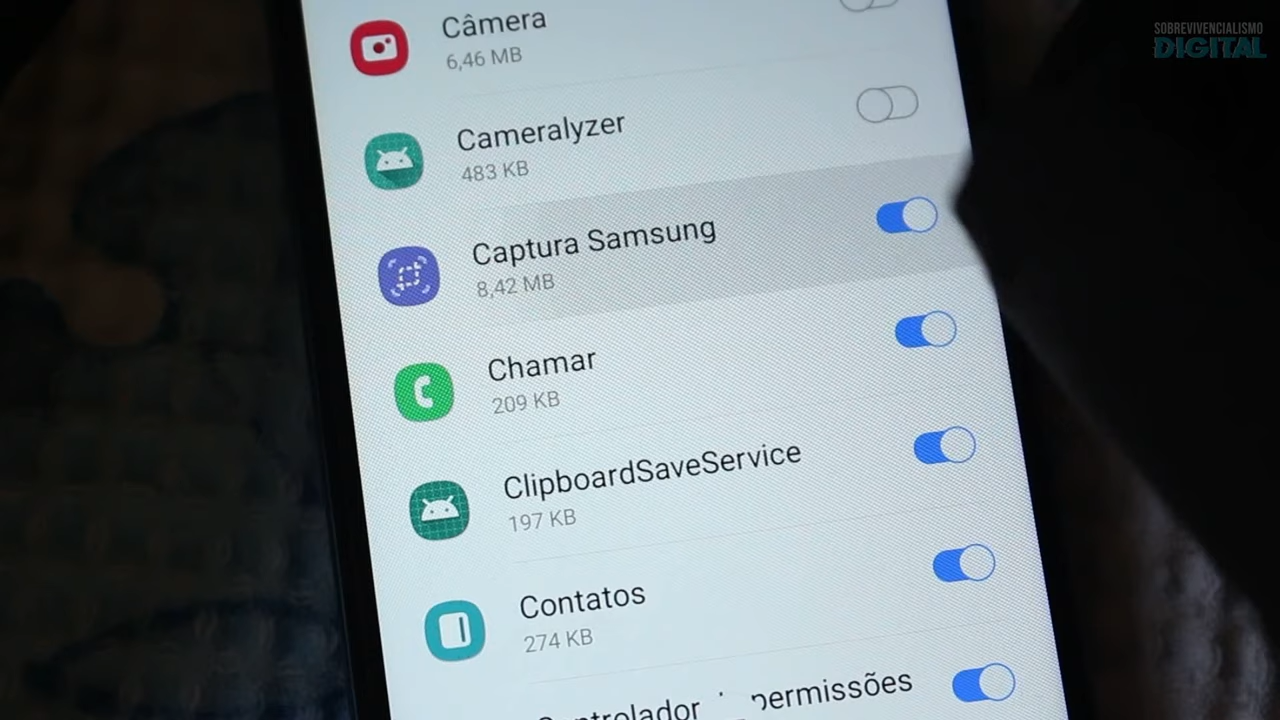 SOBREVIVENCIALISMO
DIGITAL
Câmera
6,46 MB
Cameralyzer
483 KB
Captura Samsung
8,42 MB
Chamar
209 KB
ClipboardSaveService
197 KB
Contatos
274 KB
permissões